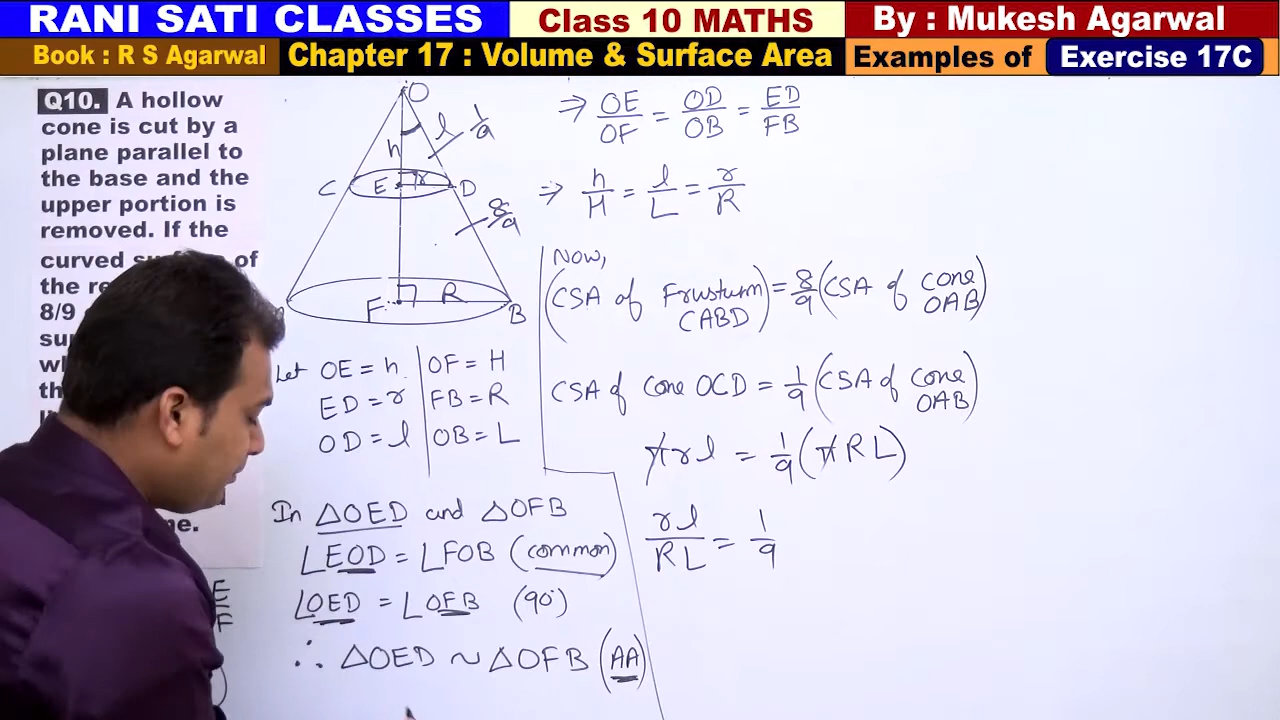 RANI SATI CLASSES
Class 10 MATHS
By : Mukesh Agarwal
Book : R S Agarwal
Chapter 17 : Volume & Surface Area
Examples of
Exercise 17C
Q10. A hollow
cone is cut by a
plane parallel to
the base and the
upper portion is
removed. If the
curved of
the
8/9
O
h
l 1/9
C E r D
8/9
F R B
Let OE = h OF = H
ED = r FB = R
OD = l OB = L
In △OED and △OFB
∠EOD = ∠FOB (common)
∠OED = ∠OFB (90°)
∴ △OED ~ △OFB (AA)
⇒ OE/OF = OD/OB = ED/FB
⇒ h/H = l/L = r/R
Now,
(CSA of Frustum CABD) = 8/9 (CSA of cone OAB)
CSA of Cone OCD = 1/9 (CSA of cone OAB)
πrl = 1/9 (πRL)
rl/RL = 1/9